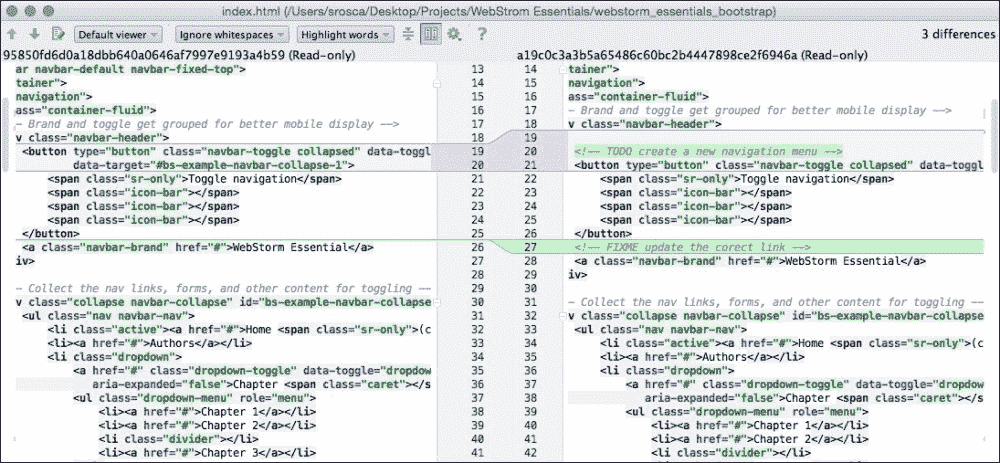 index.html (/Users/srosca/Desktop/Projects/WebStrom Essentials/webstorm_essentials_bootstrap)
Default viewer Ignore whitespaces Highlight words 3 differences
95850fd6d0a18dbb640a0646af7997e9193a4b59 (Read-only) a19c0c3a3b5a65486c60bc2b4447898ce2f6946a (Read-only)
ar navbar-default navbar-fixed-top"> 13 14 tainer">
tainer"> 14 15 navigation">
navigation"> 15 16 ass="container-fluid">
ass="container-fluid"> 16 17 – Brand and toggle get grouped for better mobile display ——>
– Brand and toggle get grouped for better mobile display ——> 17 18 v class="navbar-header">
v class="navbar-header"> 18 19
<button type="button" class="navbar-toggle collapsed" data-toggl 19 20 <!—— TODO create a new navigation menu ——>
data-target="#bs-example-navbar-collapse-1"> 20 21 <button type="button" class="navbar-toggle collapsed" data-toggl
<span class="sr-only">Toggle navigation</span> 21 22 <span class="sr-only">Toggle navigation</span>
<span class="icon-bar"></span> 22 23 <span class="icon-bar"></span>
<span class="icon-bar"></span> 23 24 <span class="icon-bar"></span>
<span class="icon-bar"></span> 24 25 <span class="icon-bar"></span>
</button> 25 26 </button>
<a class="navbar-brand" href="#">WebStorm Essential</a> 26 27 <!—— FIXME update the corect link ——>
iv> 27 28 <a class="navbar-brand" href="#">WebStorm Essential</a>
28 29 iv>
– Collect the nav links, forms, and other content for toggling —— 29 30
v class="collapse navbar-collapse" id="bs-example-navbar-collapse 30 31 – Collect the nav links, forms, and other content for toggling ——
<ul class="nav navbar-nav"> 31 32 v class="collapse navbar-collapse" id="bs-example-navbar-collapse
<li class="active"><a href="#">Home <span class="sr-only">(c 32 33 <ul class="nav navbar-nav">
<li><a href="#">Authors</a></li> 33 34 <li class="active"><a href="#">Home <span class="sr-only">(c
<li class="dropdown"> 34 35 <li><a href="#">Authors</a></li>
<a href="#" class="dropdown-toggle" data-toggle="dropdow 35 36 <li class="dropdown">
aria-expanded="false">Chapter <span class="caret"></s 36 37 <a href="#" class="dropdown-toggle" data-toggle="dropdow
<ul class="dropdown-menu" role="menu"> 37 38 aria-expanded="false">Chapter <span class="caret"></s
<li><a href="#">Chapter 1</a></li> 38 39 <ul class="dropdown-menu" role="menu">
<li><a href="#">Chapter 2</a></li> 39 40 <li><a href="#">Chapter 1</a></li>
<li class="divider"></li> 40 41 <li><a href="#">Chapter 2</a></li>
<li><a href="#">Chapter 3</a></li> 41 42 <li class="divider"></li>